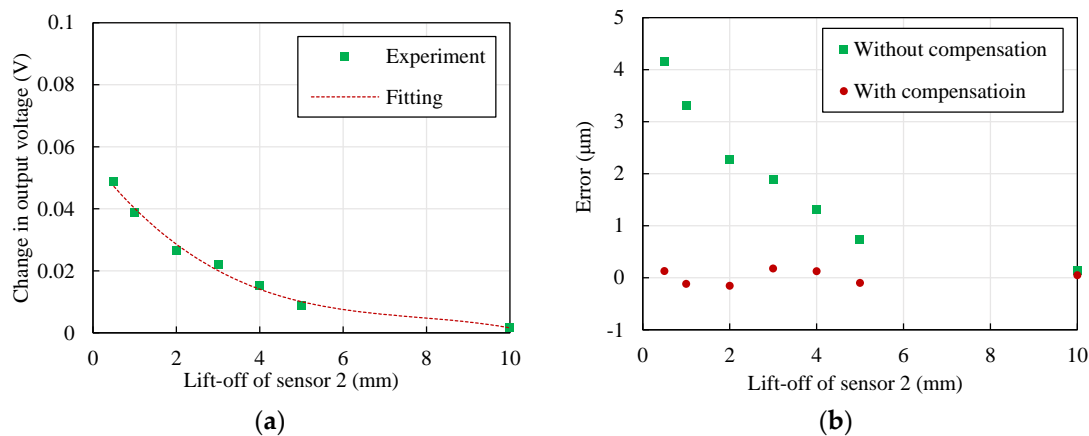 0.1
0.08
0.06
0.04
0.02
0
Change in output voltage (V)
Experiment
Fitting
0 2 4 6 8 10
Lift-off of sensor 2 (mm)
(a)
5
4
3
2
1
0
-1
Error (μm)
Without compensation
With compensatioin
0 2 4 6 8 10
Lift-off of sensor 2 (mm)
(b)